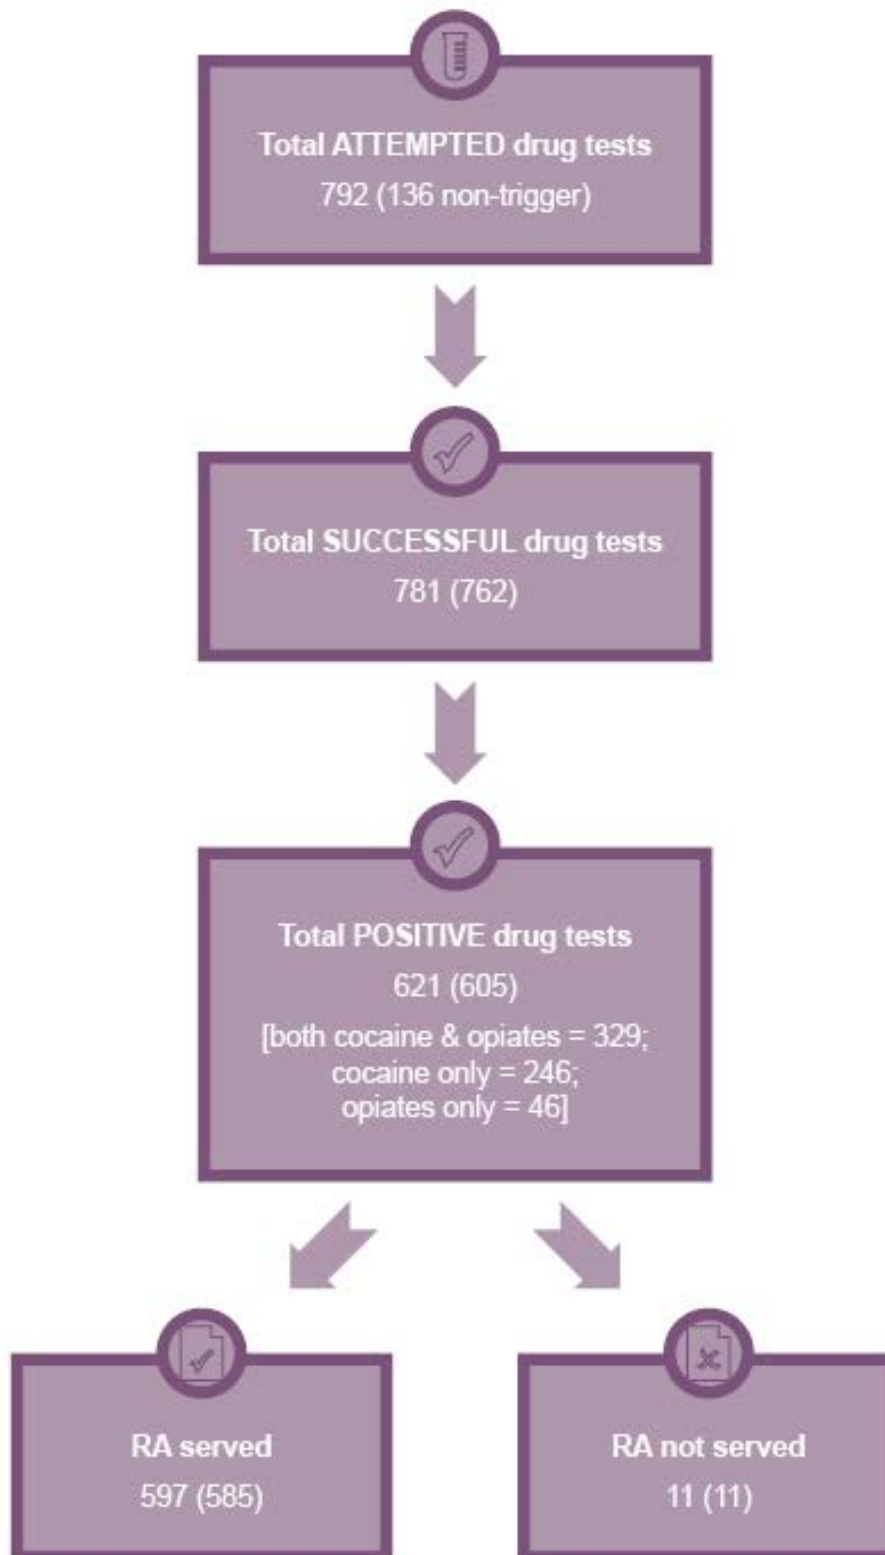 Total ATTEMPTED drug tests
792 (136 non-trigger)
Total SUCCESSFUL drug tests
781 (762)
Total POSITIVE drug tests
621 (605)
[both cocaine & opiates = 329;
cocaine only = 246;
opiates only = 46]
RA served
597 (585)
RA not served
11 (11)